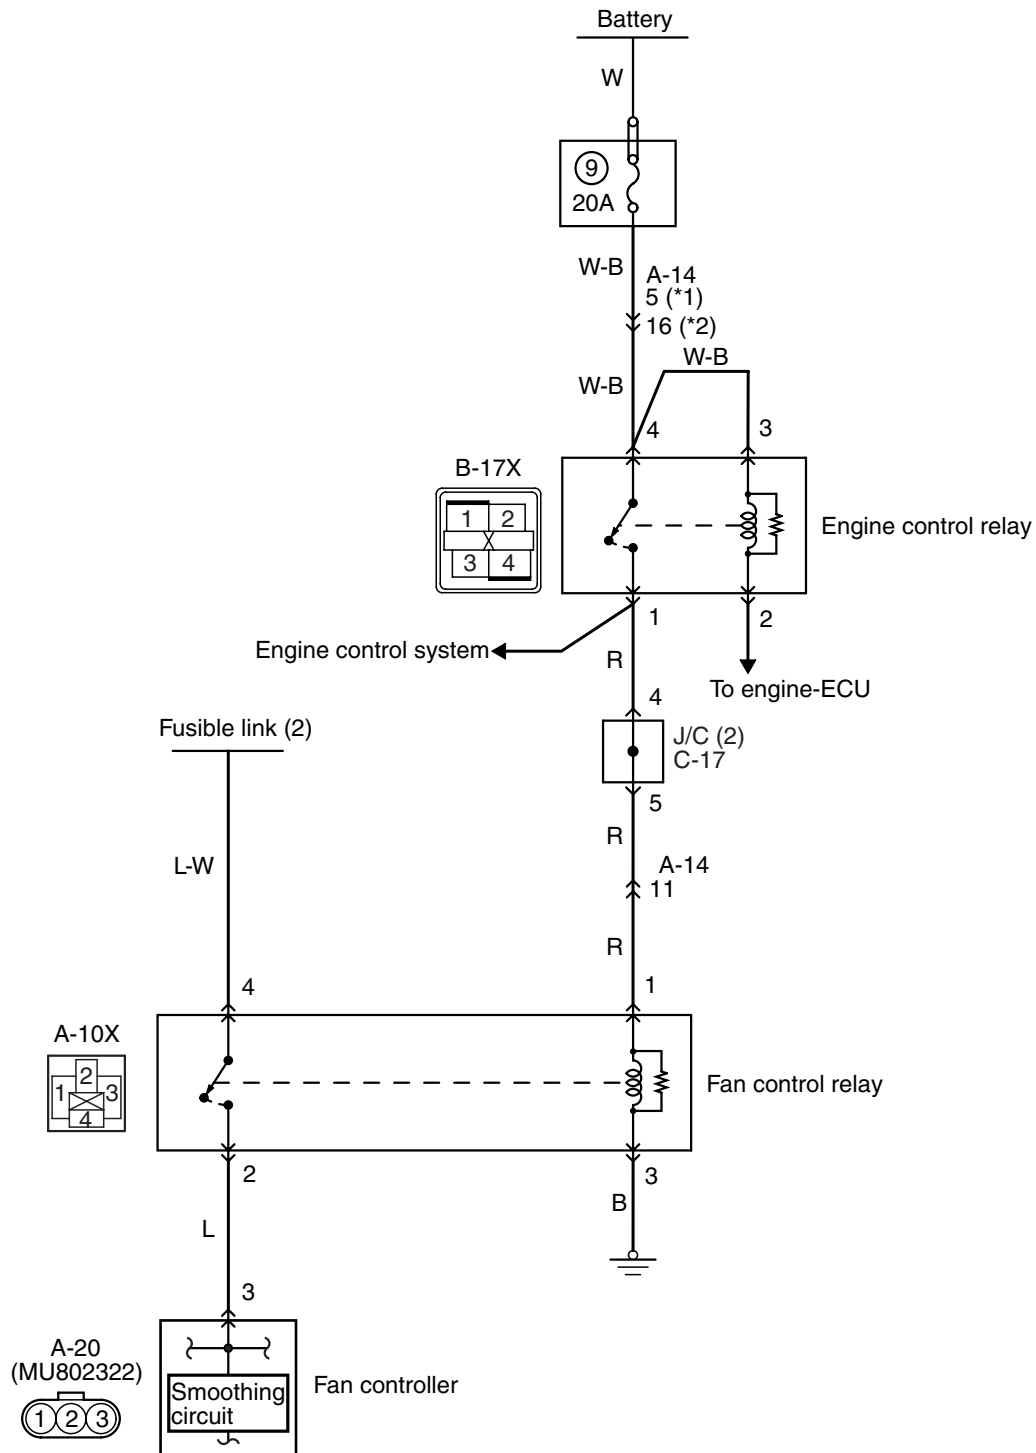 Battery
W
9
20A
W-B
A-14
5 (*1)
16 (*2)
W-B
W-B
4
3
B-17X
1 2
3 4
Engine control relay
1
2
Engine control system
R
To engine-ECU
4
Fusible link (2)
J/C (2)
C-17
5
R
L-W
A-14
11
R
4
1
A-10X
2
1 3
4
Fan control relay
2
3
B
L
3
A-20
(MU802322)
1 2 3
Smoothing
circuit
Fan controller